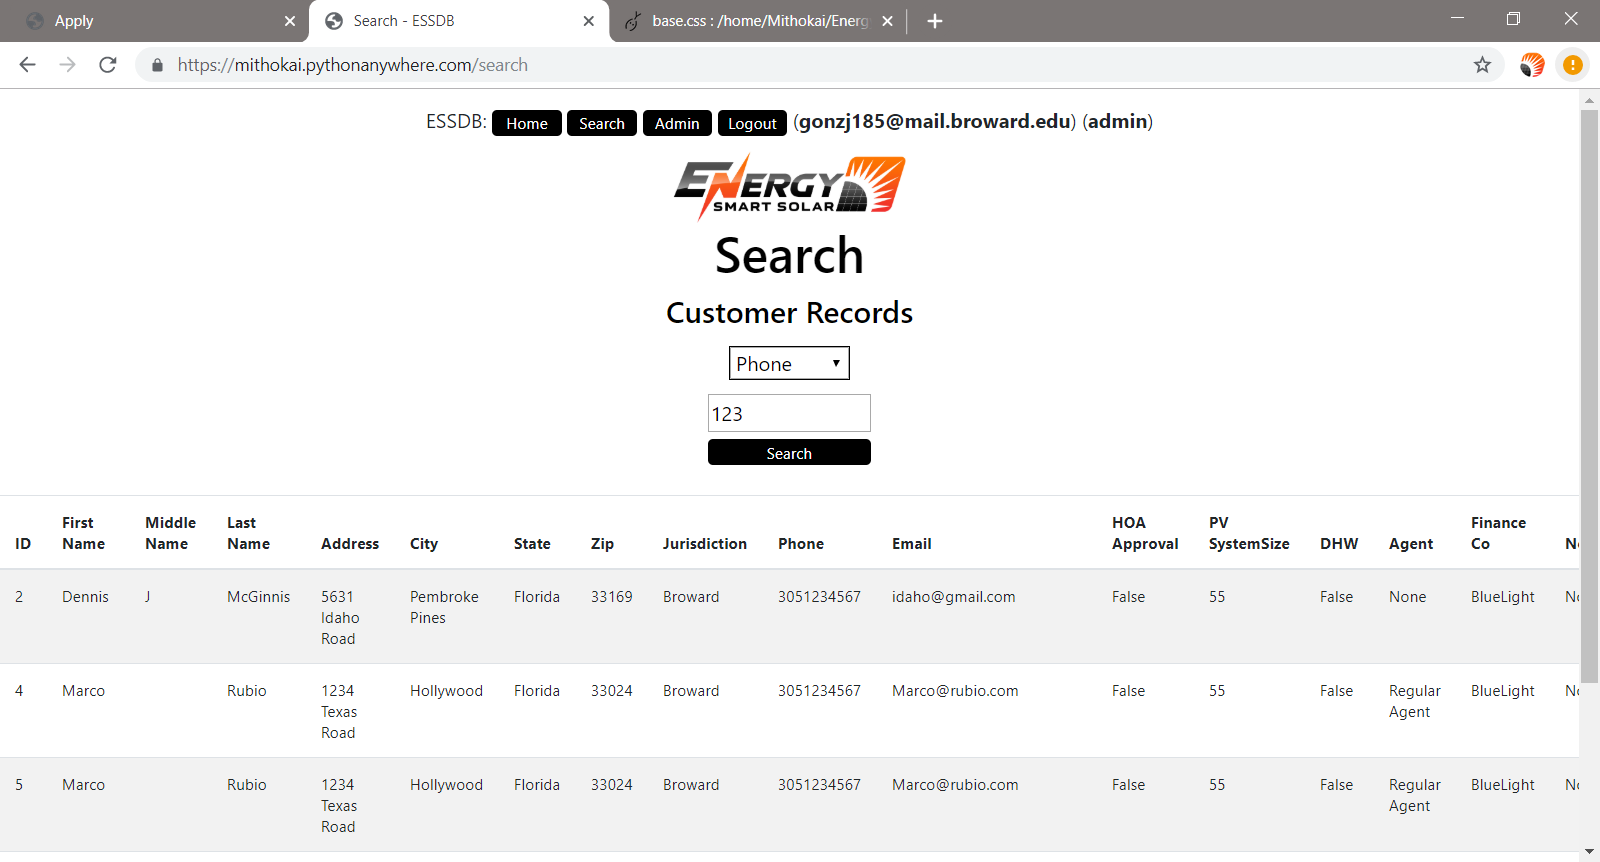 Apply
Search - ESSDB
base.css : /home/Mithokai/Energ
https://mithokai.pythonanywhere.com/search
ESSDB: Home Search Admin Logout (gonzj185@mail.broward.edu) (admin)
ENERGY
SMART SOLAR
Search
Customer Records
Phone
123
Search
ID First Name Middle Name Last Name Address City State Zip Jurisdiction Phone Email HOA Approval PV SystemSize DHW Agent Finance Co
2 Dennis J McGinnis 5631 Idaho Road Pembroke Pines Florida 33169 Broward 3051234567 idaho@gmail.com False 55 False None BlueLight
4 Marco Rubio 1234 Texas Road Hollywood Florida 33024 Broward 3051234567 Marco@rubio.com False 55 False Regular Agent BlueLight
5 Marco Rubio 1234 Texas Road Hollywood Florida 33024 Broward 3051234567 Marco@rubio.com False 55 False Regular Agent BlueLight